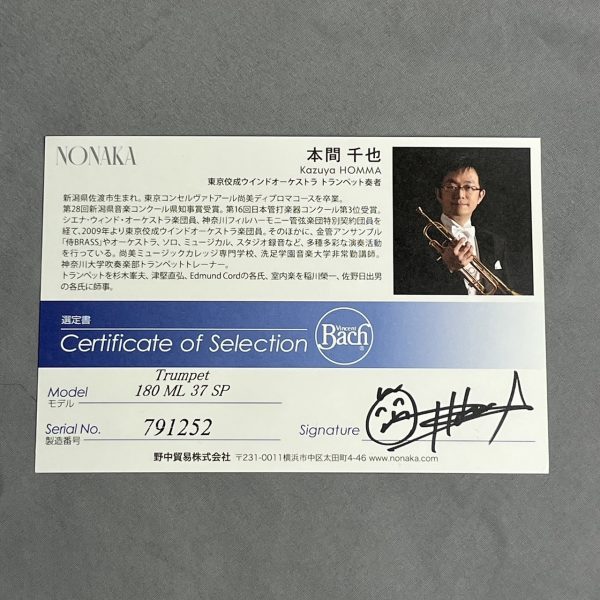 NONAKA
本間 千也
Kazuya HOMMA
東京佼成ウインドオーケストラ トランペット奏者
新潟県佐渡市生まれ。東京コンセルヴァトアール尚美ディプロマコースを卒業。
第28回新潟県音楽コンクール県知事賞受賞。第16回日本管打楽器コンクール第3位受賞。
シエナ・ウィンド・オーケストラ楽団員、神奈川フィルハーモニー管弦楽団特別契約団員を
経て、2009年より東京佼成ウインドオーケストラ楽団員。そのほかに、金管アンサンブル
「侍BRASS」やオーケストラ、ソロ、ミュージカル、スタジオ録音など、多種多彩な演奏活動
を行っている。尚美ミュージックカレッジ専門学校、洗足学園音楽大学非常勤講師。
神奈川大学吹奏楽部トランペットトレーナー。
トランペットを杉木峯夫、津堅直弘、Edmund Cordの各氏、室内楽を稲川榮一、佐野日出男
の各氏に師事。
選定書
Certificate of Selection
Vincent
Bach
®
Trumpet
Model 180 ML 37 SP
モデル
Serial No. 791252
製造番号
Signature
野中貿易株式会社 〒231-0011横浜市中区太田町4-46 www.nonaka.com